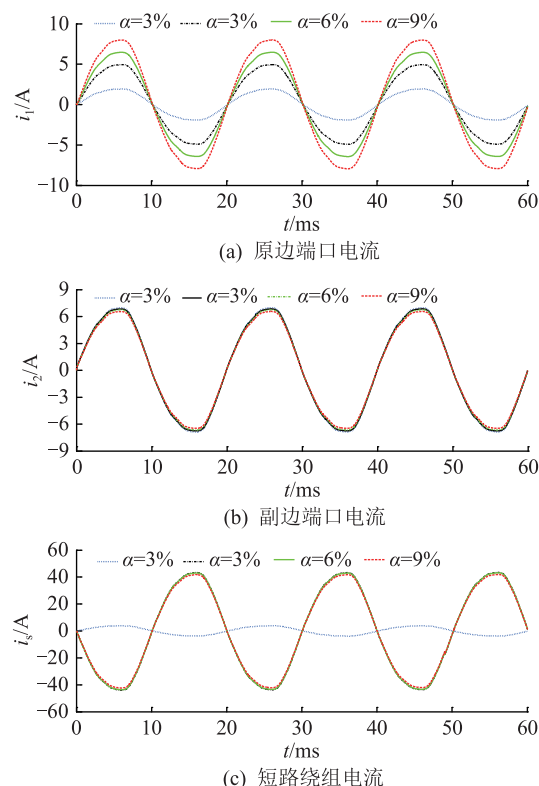 α=3% α=3% α=6% α=9%
10
5
0
−5
−10
i₁/A
0 10 20 30 40 50 60
t/ms
(a) 原边端口电流
α=3% α=3% α=6% α=9%
9
6
3
0
−3
−6
−9
i₂/A
0 10 20 30 40 50 60
t/ms
(b) 副边端口电流
α=3% α=3% α=6% α=9%
60
40
20
0
−20
−40
−60
iₛ/A
0 10 20 30 40 50 60
t/ms
(c) 短路绕组电流